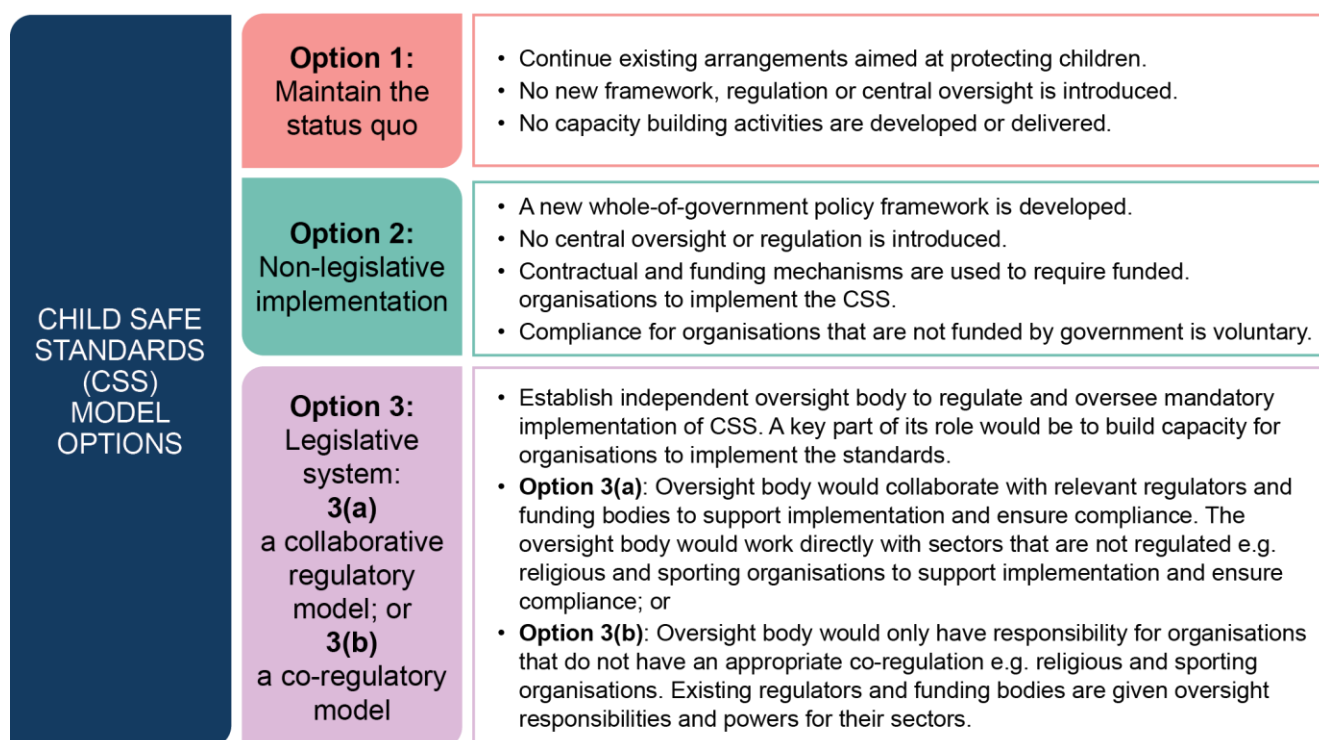 CHILD SAFE
STANDARDS
(CSS)
MODEL
OPTIONS
Option 1:
Maintain the
status quo
• Continue existing arrangements aimed at protecting children.
• No new framework, regulation or central oversight is introduced.
• No capacity building activities are developed or delivered.
Option 2:
Non-legislative
implementation
• A new whole-of-government policy framework is developed.
• No central oversight or regulation is introduced.
• Contractual and funding mechanisms are used to require funded.
organisations to implement the CSS.
• Compliance for organisations that are not funded by government is voluntary.
Option 3:
Legislative
system:
3(a)
a collaborative
regulatory
model; or
3(b)
a co-regulatory
model
• Establish independent oversight body to regulate and oversee mandatory
implementation of CSS. A key part of its role would be to build capacity for
organisations to implement the standards.
• Option 3(a): Oversight body would collaborate with relevant regulators and
funding bodies to support implementation and ensure compliance. The
oversight body would work directly with sectors that are not regulated e.g.
religious and sporting organisations to support implementation and ensure
compliance; or
• Option 3(b): Oversight body would only have responsibility for organisations
that do not have an appropriate co-regulation e.g. religious and sporting
organisations. Existing regulators and funding bodies are given oversight
responsibilities and powers for their sectors.